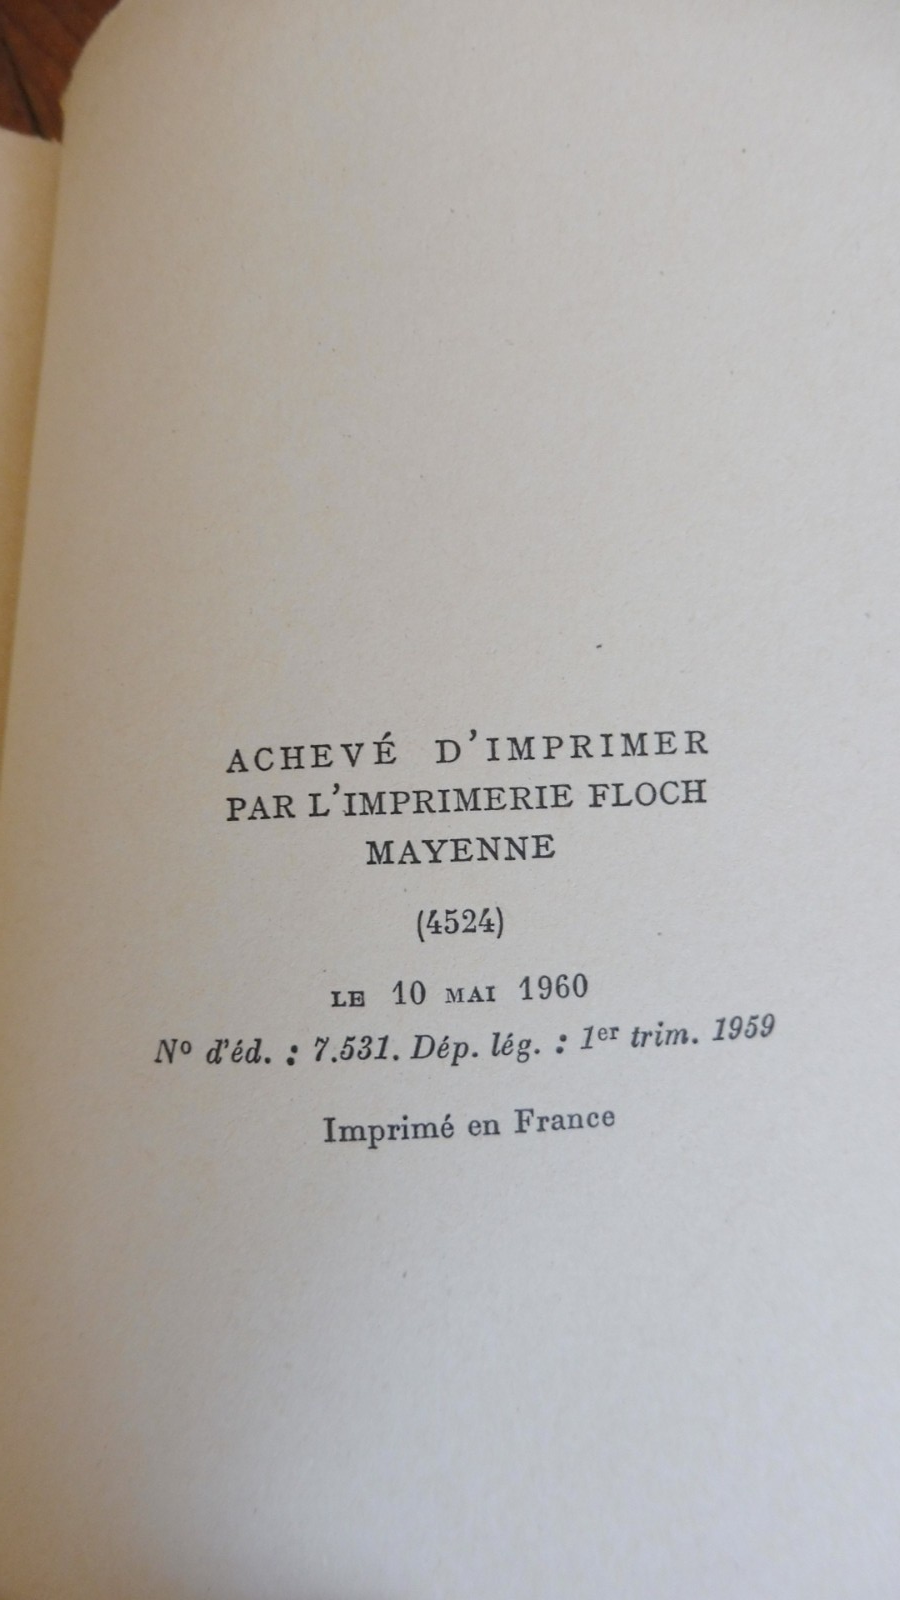 ACHEVÉ D'IMPRIMER
PAR L'IMPRIMERIE FLOCH
MAYENNE
(4524)
LE 10 MAI 1960
Nº d'éd. : 7.531. Dép. lég. : 1er trim. 1959
Imprimé en France